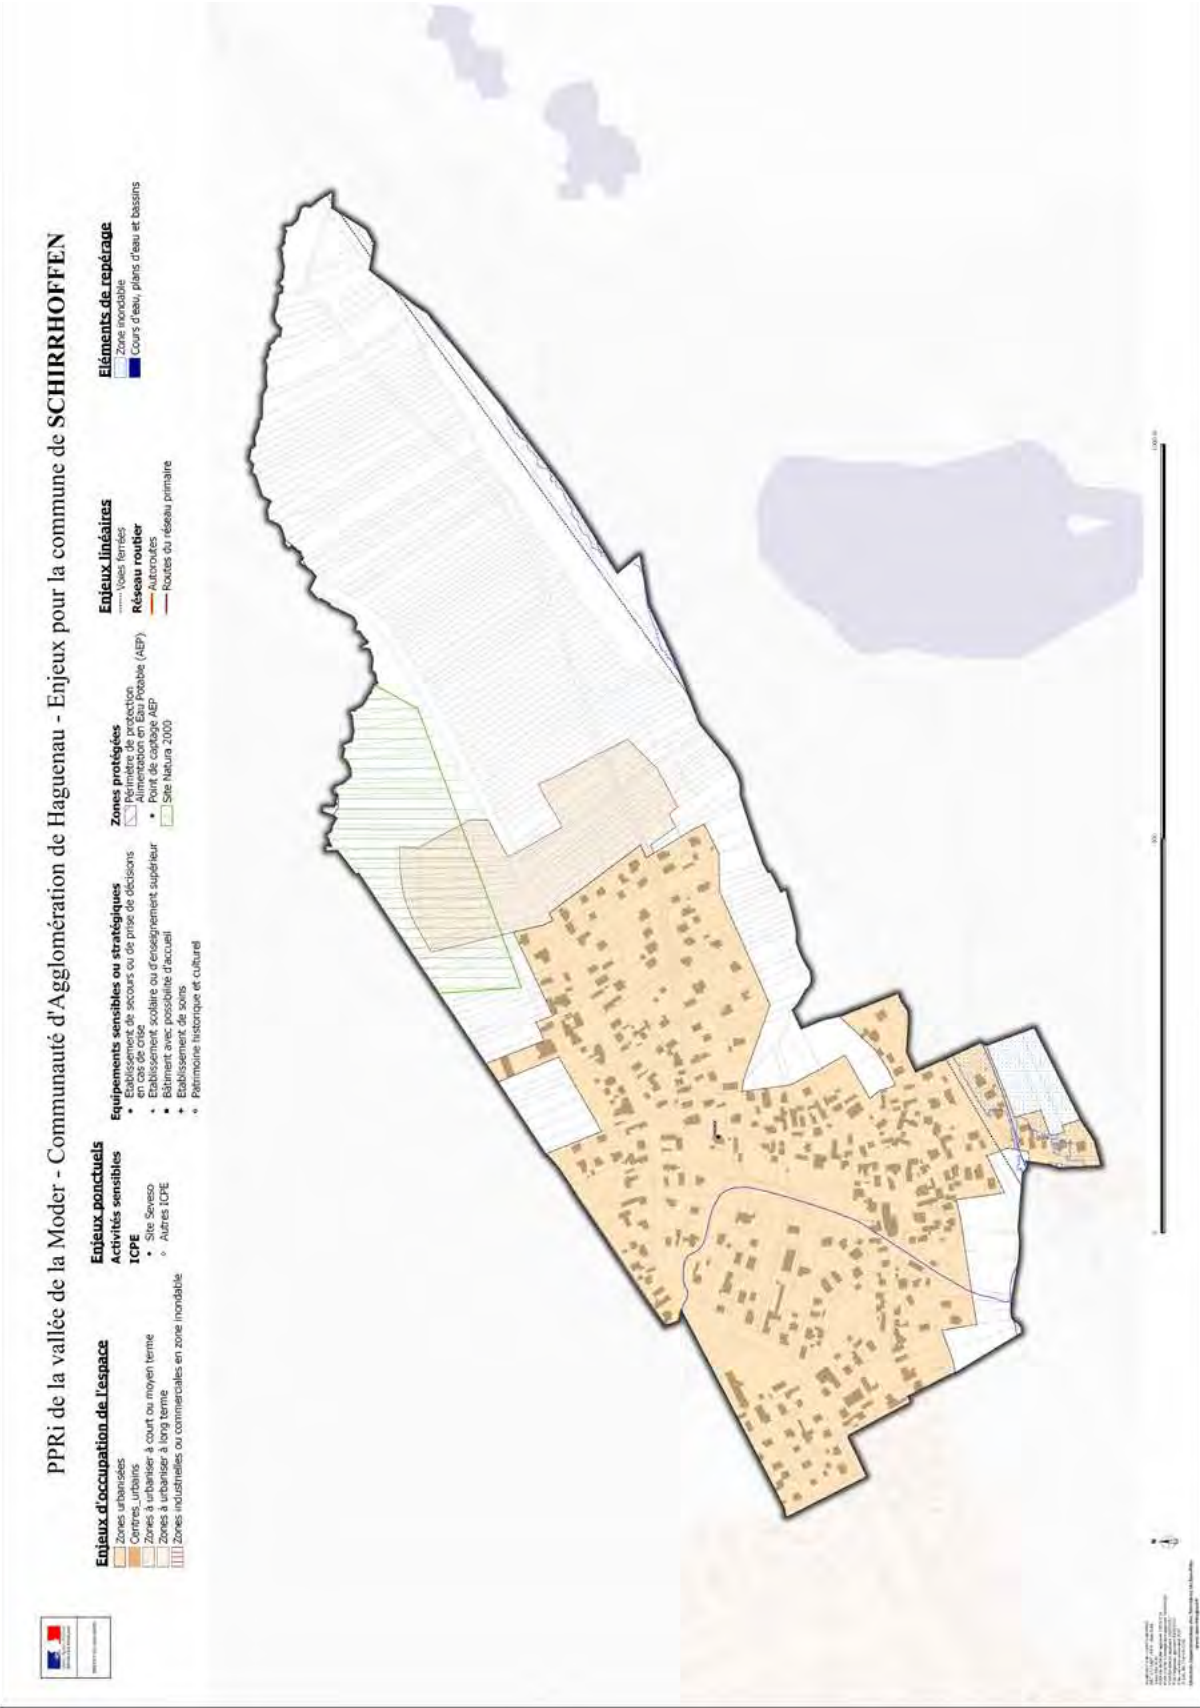 PPRi de la vallée de la Moder - Communauté d'Agglomération de Haguenau - Enjeux pour la commune de SCHIRRHOFFEN
Enjeux d'occupation de l'espace
Zones urbanisées
Centres_urbains
Zones à urbaniser à court ou moyen terme
Zones à urbaniser à long terme
Zones industrielles ou commerciales en zone inondable
Enjeux ponctuels
Activités sensibles
ICPE
Site Seveso
Autres ICPE
Equipements sensibles ou stratégiques
Etablissement de secours ou de prise de décisions
en cas de crise
Etablissement scolaire ou d'enseignement supérieur
Bâtiment avec possibilité d'accueil
Etablissement de soins
Patrimoine historique et culturel
Zones protégées
Périmètre de protection
Alimentation en Eau Potable (AEP)
Point de captage AEP
Site Natura 2000
Enjeux linéaires
Voies ferrées
Réseau routier
Autoroutes
Routes du réseau primaire
Eléments de repérage
Zone inondable
Cours d'eau, plans d'eau et bassins